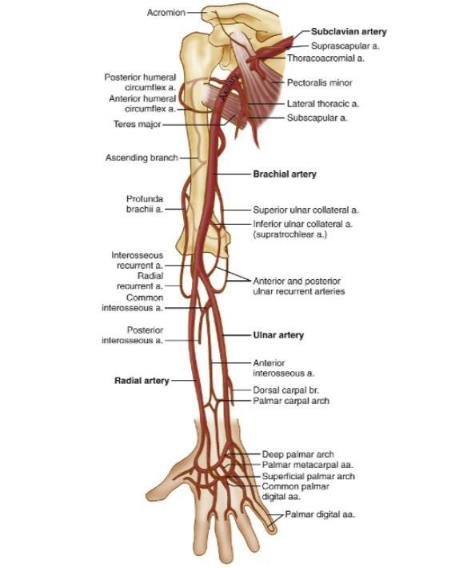 Acromion
Subclavian artery
Suprascapular a.
Thoracoacromial a.
Posterior humeral
circumflex a.
Anterior humeral
circumflex a.
Teres major
Pectoralis minor
Lateral thoracic a.
Subscapular a.
Ascending branch
Brachial artery
Profunda
brachii a.
Superior ulnar collateral a.
Inferior ulnar collateral a.
(supratrochlear a.)
Interosseous
recurrent a.
Radial
recurrent a.
Common
interosseous a.
Anterior and posterior
ulnar recurrent arteries
Posterior
interosseous a.
Ulnar artery
Anterior
interosseous a.
Radial artery
Dorsal carpal br.
Palmar carpal arch
Deep palmar arch
Palmar metacarpal aa.
Superficial palmar arch
Common palmar
digital aa.
Palmar digital aa.